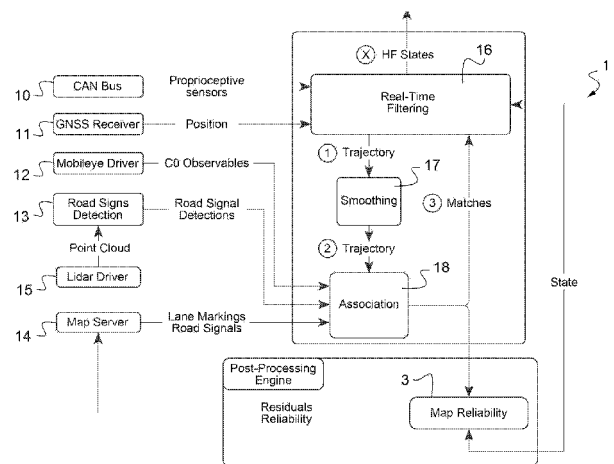 X HF States
16
1
10 CAN Bus
Proprioceptive
sensors
Real-Time
Filtering
11 GNSS Receiver
Position
12 Mobileye Driver
C0 Observables
1 Trajectory
17
Smoothing
3 Matches
13 Road Signs
Detection
Road Signal
Detections
Point Cloud
2 Trajectory
18
15 Lidar Driver
Association
State
14 Map Server
Lane Markings
Road Signals
Post-Processing
Engine
3
Residuals
Reliability
Map Reliability